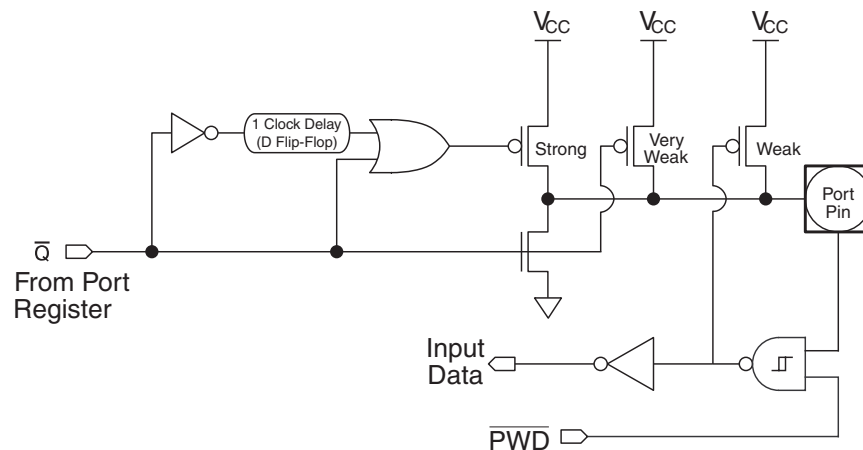 VCC
VCC
VCC
1 Clock Delay
(D Flip-Flop)
Strong
Very
Weak
Weak
Port
Pin
Q̅
From Port
Register
Input
Data
P̅W̅D̅